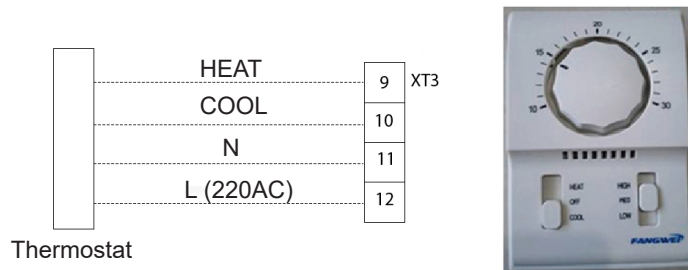 HEAT
9 XT3
COOL
10
N
11
L (220AC)
12
Thermostat
20
15 25
10 30
HEAT HIGH
OFF MED
COOL LOW
FANGWEI